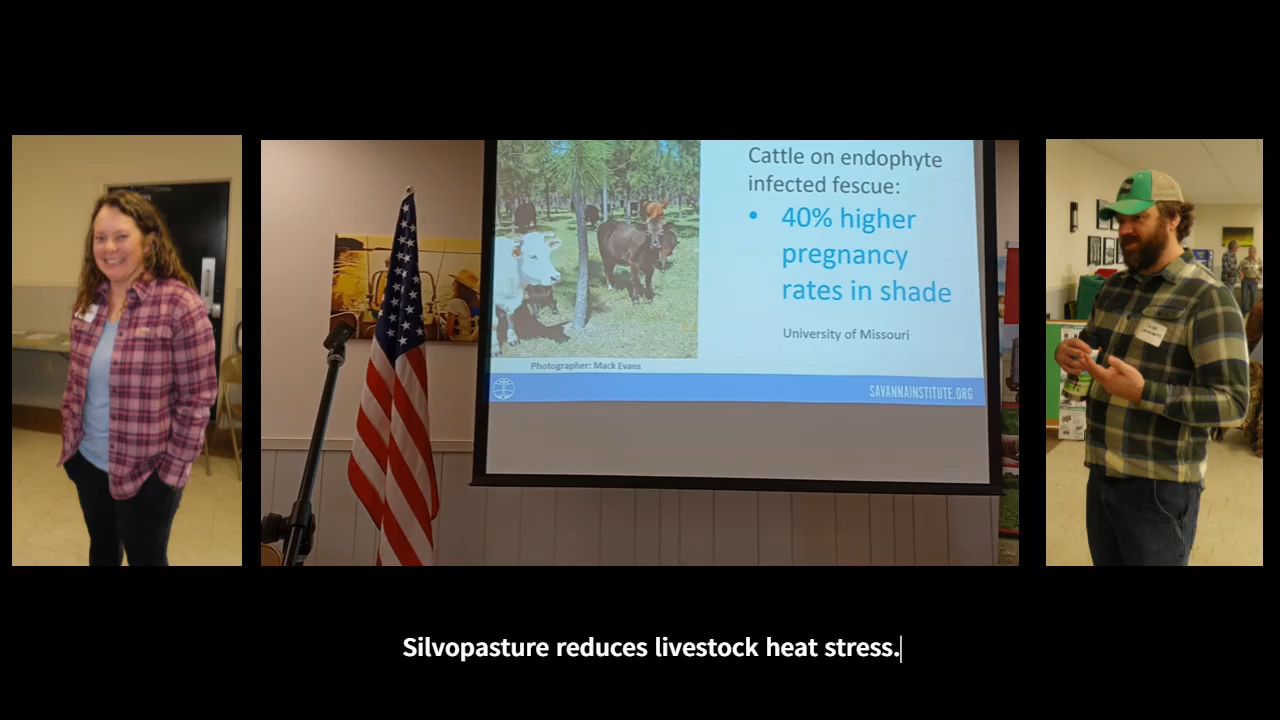 Cattle on endophyte
infected fescue:
• 40% higher
pregnancy
rates in shade
University of Missouri
Photographer: Mack Evans
SAVANNAINSTITUTE.ORG
Silvopasture reduces livestock heat stress.